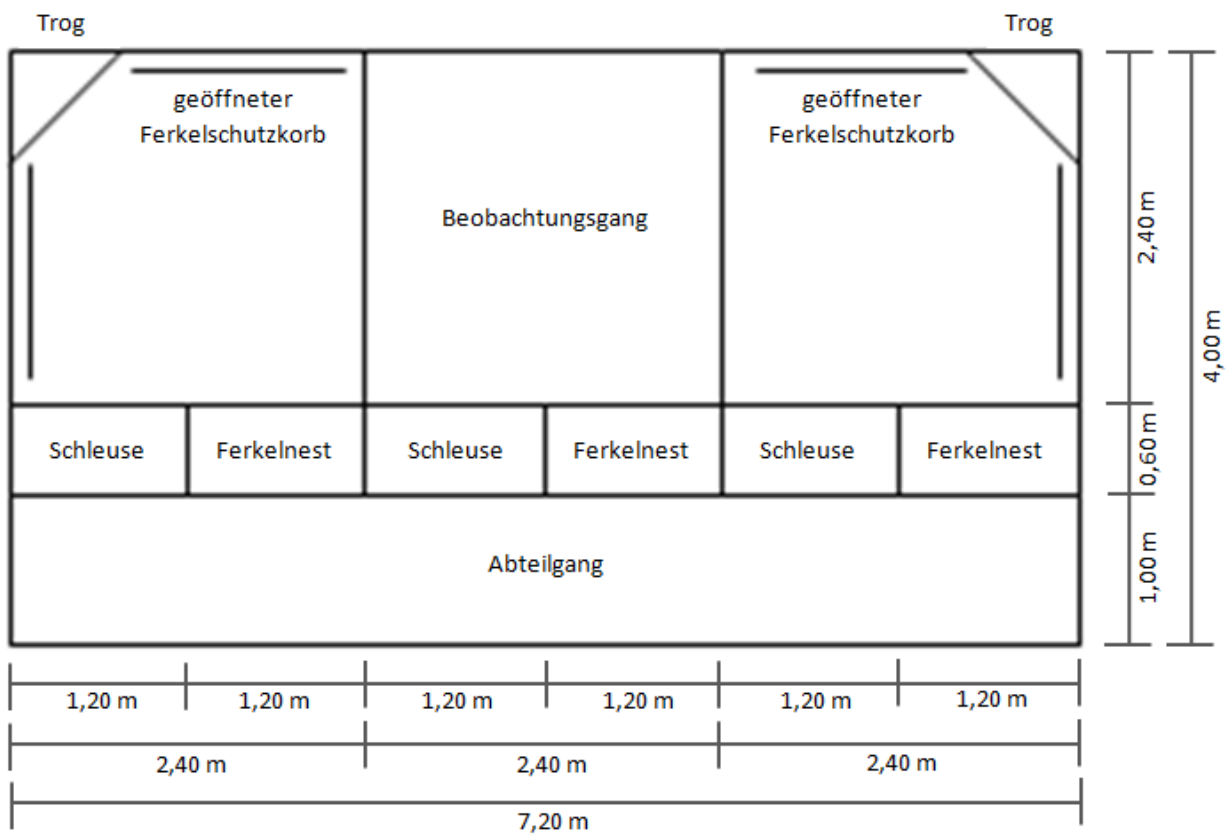 Trog
Trog
geöffneter
Ferkelschutzkorb
geöffneter
Ferkelschutzkorb
Beobachtungsgang
2,40 m
4,00 m
Schleuse
Ferkelnest
Schleuse
Ferkelnest
Schleuse
Ferkelnest
0,60 m
Abteilgang
1,00 m
1,20 m
1,20 m
1,20 m
1,20 m
1,20 m
1,20 m
2,40 m
2,40 m
2,40 m
7,20 m